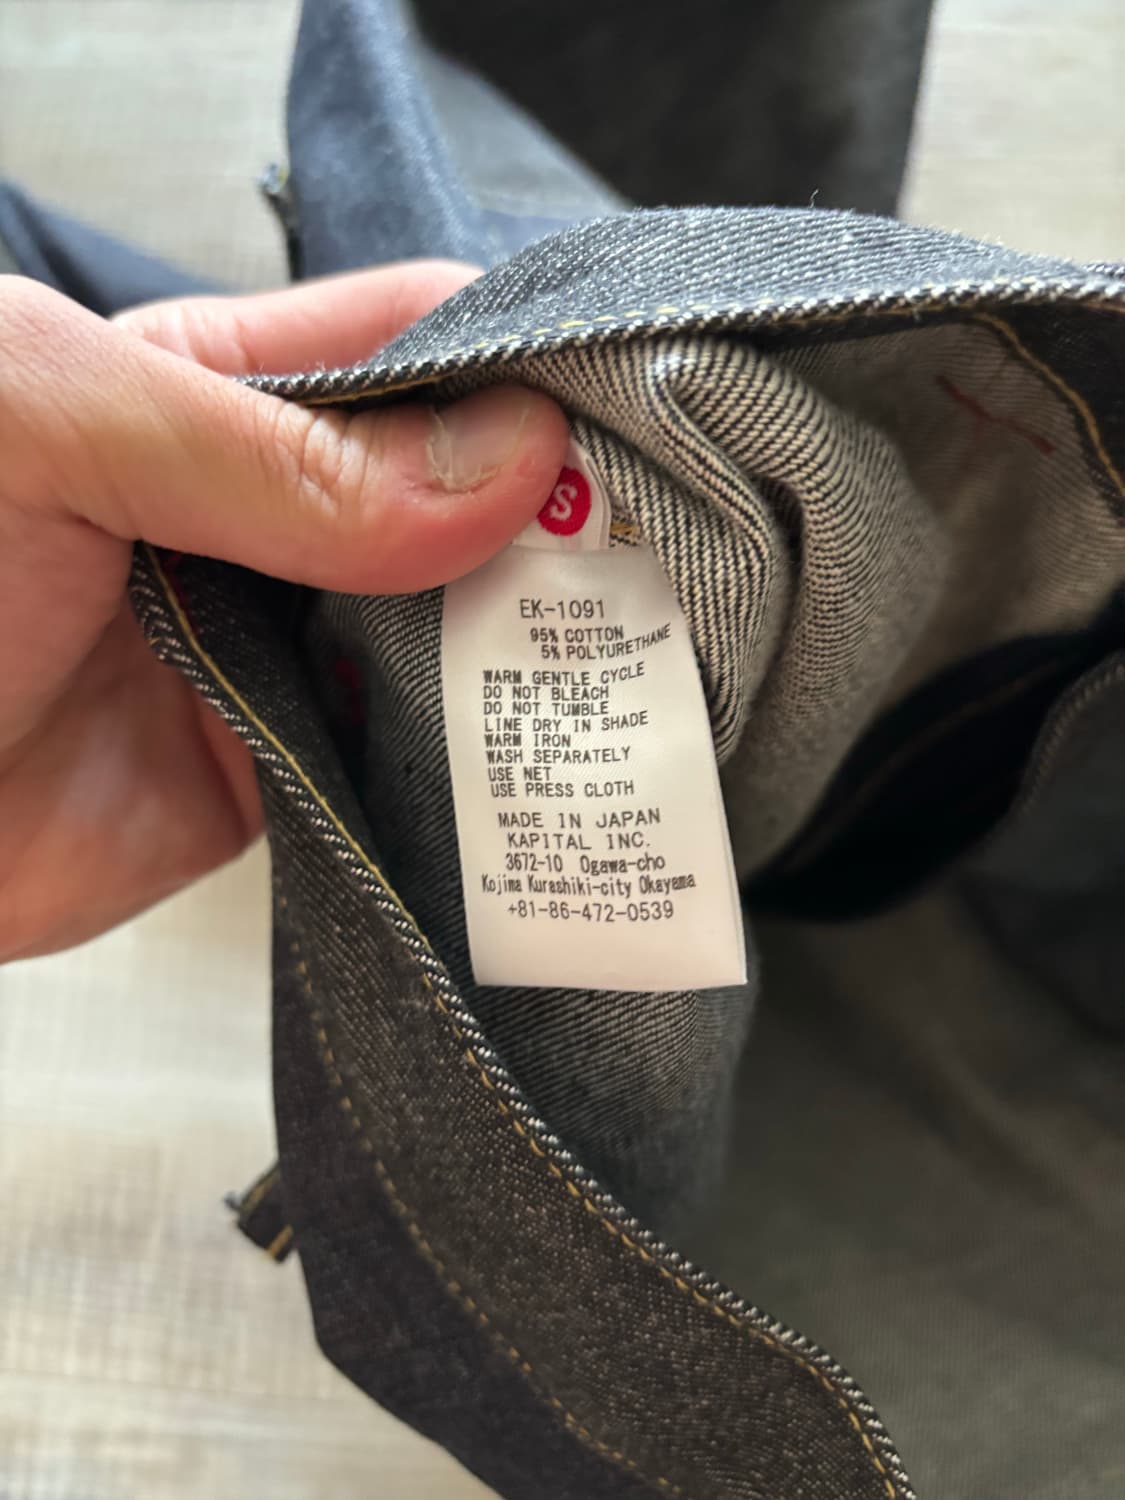 S
EK-1091
95% COTTON
5% POLYURETHANE
WARM GENTLE CYCLE
DO NOT BLEACH
DO NOT TUMBLE
LINE DRY IN SHADE
WARM IRON
WASH SEPARATELY
USE NET
USE PRESS CLOTH
MADE IN JAPAN
KAPITAL INC.
3672-10 Ogawa-cho
Kojima Kurashiki-city Okayama
+81-86-472-0539